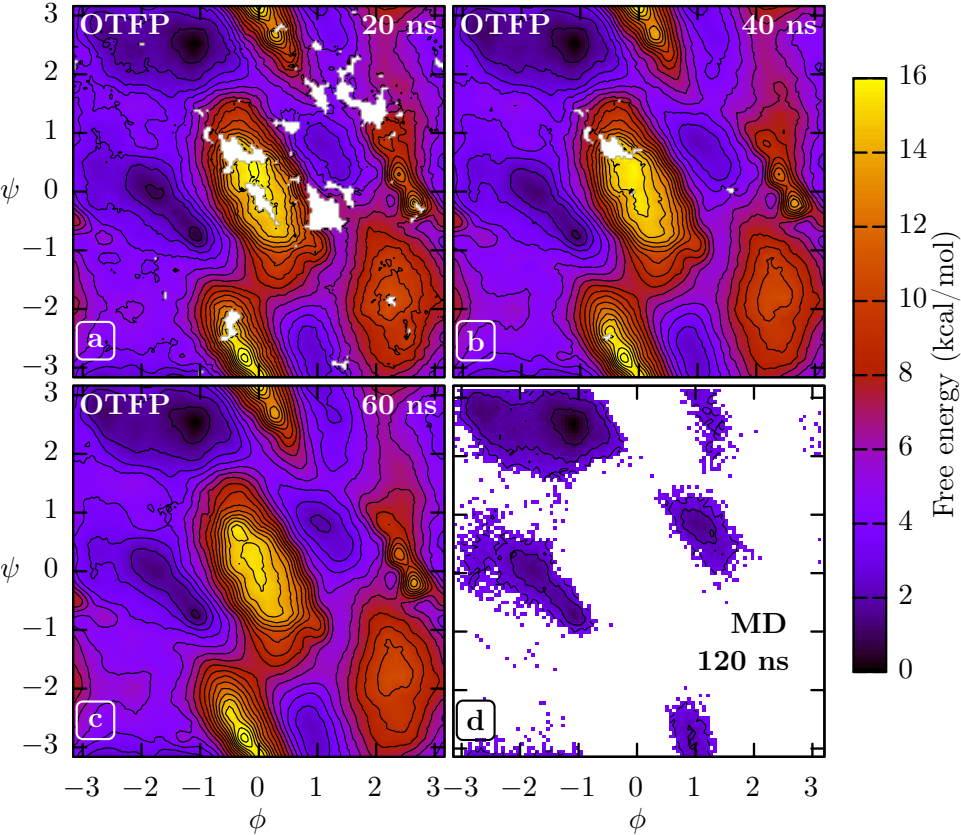 OTFP 20 ns
OTFP 40 ns
3
2
1
ψ 0
−1
−2
−3
a
b
16
14
12
10
8
6
4
2
0
Free energy (kcal/mol)
OTFP 60 ns
3
2
1
ψ 0
−1
−2
−3
c
MD
120 ns
d
−3 −2 −1 0 1 2 3
−3 −2 −1 0 1 2 3
ϕ
ϕ